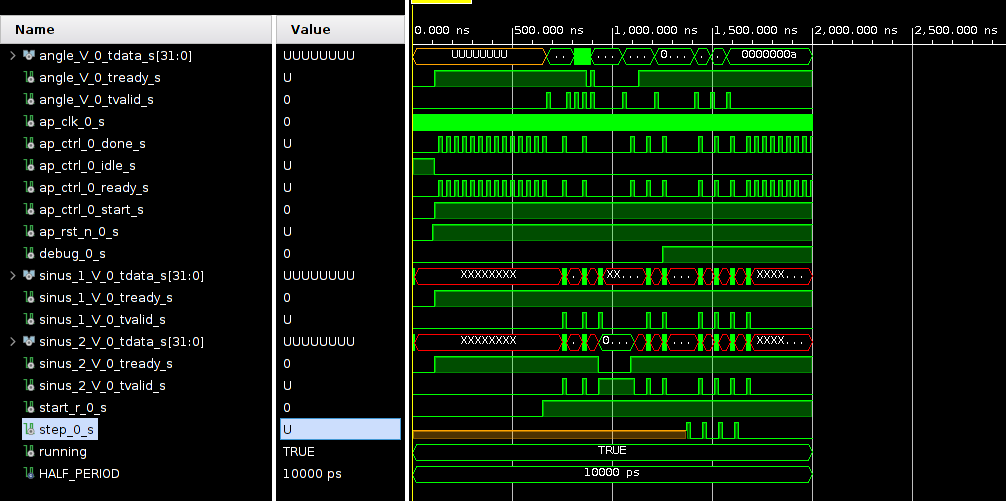 Name Value
0.000 ns 500.000 ns 1,000.000 ns 1,500.000 ns 2,000.000 ns 2,500.000 ns
angle_V_0_tdata_s[31:0] UUUUUUUU UUUUUUUU ... ... ... 0... ... 0000000a
angle_V_0_tready_s U
angle_V_0_tvalid_s 0
ap_clk_0_s 0
ap_ctrl_0_done_s U
ap_ctrl_0_idle_s U
ap_ctrl_0_ready_s U
ap_ctrl_0_start_s 0
ap_rst_n_0_s U
debug_0_s 0
sinus_1_V_0_tdata_s[31:0] UUUUUUUU XXXXXXXX XX... ... XXXX...
sinus_1_V_0_tready_s 0
sinus_1_V_0_tvalid_s U
sinus_2_V_0_tdata_s[31:0] UUUUUUUU XXXXXXXX 0... ... XXXX...
sinus_2_V_0_tready_s 0
sinus_2_V_0_tvalid_s U
start_r_0_s 0
step_0_s U
running TRUE TRUE
HALF_PERIOD 10000 ps 10000 ps